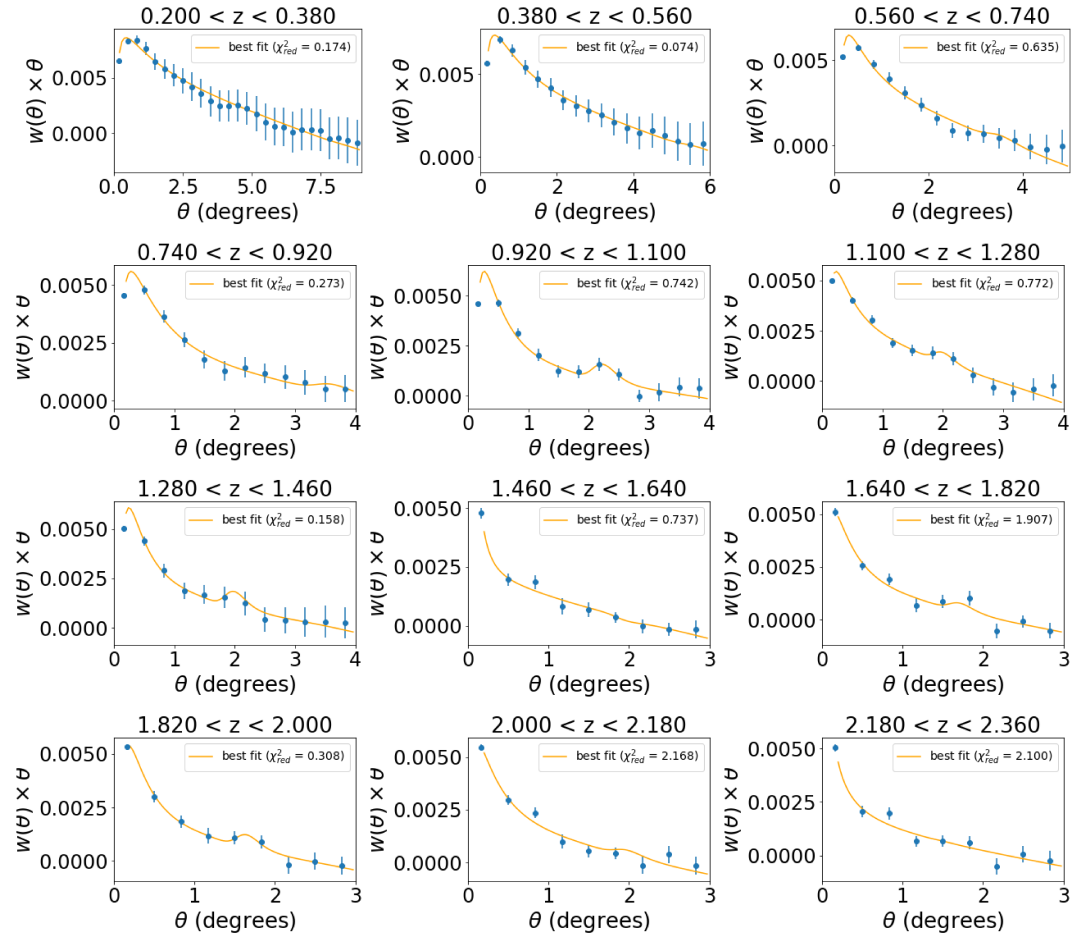 0.200 < z < 0.380
best fit (χ²red = 0.174)
0.005
0.000
w(θ) × θ
0.0 2.5 5.0 7.5
θ (degrees)
0.380 < z < 0.560
best fit (χ²red = 0.074)
0.005
0.000
w(θ) × θ
0 2 4 6
θ (degrees)
0.560 < z < 0.740
best fit (χ²red = 0.635)
0.005
0.000
w(θ) × θ
0 2 4
θ (degrees)
0.740 < z < 0.920
best fit (χ²red = 0.273)
0.0050
0.0025
0.0000
w(θ) × θ
0 1 2 3 4
θ (degrees)
0.920 < z < 1.100
best fit (χ²red = 0.742)
0.0050
0.0025
0.0000
w(θ) × θ
0 1 2 3 4
θ (degrees)
1.100 < z < 1.280
best fit (χ²red = 0.772)
0.0050
0.0025
0.0000
w(θ) × θ
0 1 2 3 4
θ (degrees)
1.280 < z < 1.460
best fit (χ²red = 0.158)
0.0050
0.0025
0.0000
w(θ) × θ
0 1 2 3 4
θ (degrees)
1.460 < z < 1.640
best fit (χ²red = 0.737)
0.0050
0.0025
0.0000
w(θ) × θ
0 1 2 3
θ (degrees)
1.640 < z < 1.820
best fit (χ²red = 1.907)
0.0050
0.0025
0.0000
w(θ) × θ
0 1 2 3
θ (degrees)
1.820 < z < 2.000
best fit (χ²red = 0.308)
0.0050
0.0025
0.0000
w(θ) × θ
0 1 2 3
θ (degrees)
2.000 < z < 2.180
best fit (χ²red = 2.168)
0.0050
0.0025
0.0000
w(θ) × θ
0 1 2 3
θ (degrees)
2.180 < z < 2.360
best fit (χ²red = 2.100)
0.0050
0.0025
0.0000
w(θ) × θ
0 1 2 3
θ (degrees)